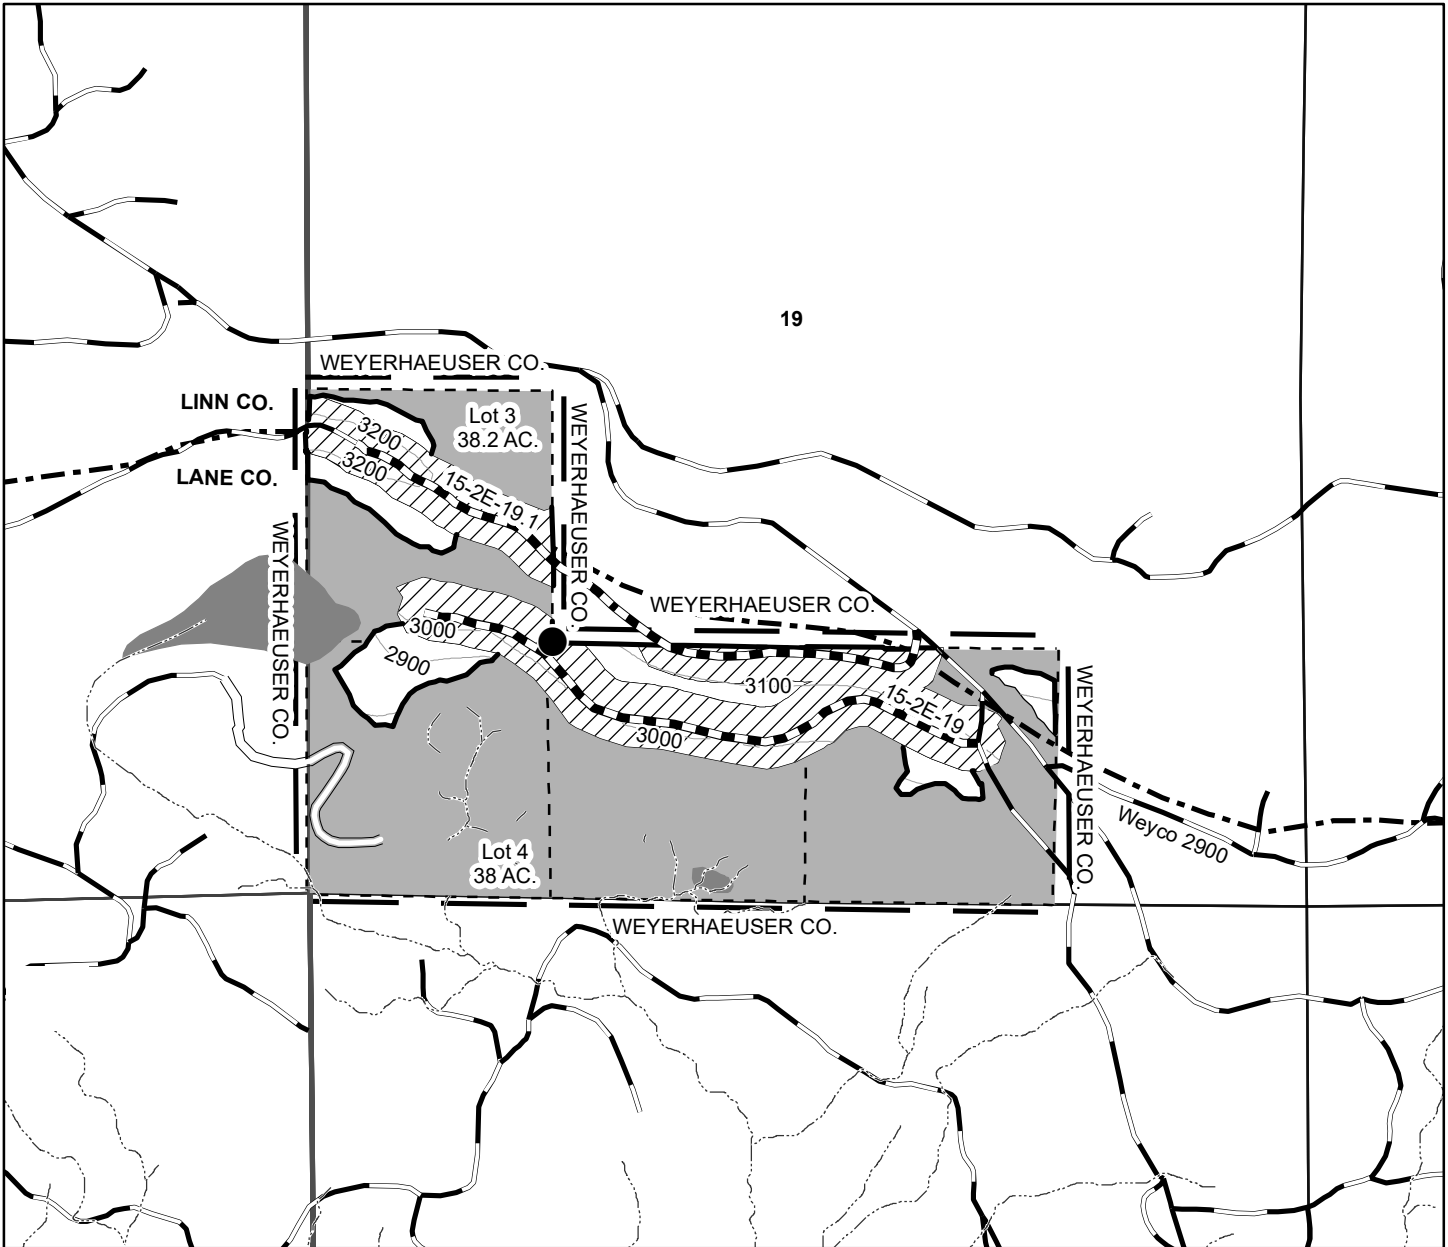 19
WEYERHAEUSER CO.
LINN CO.
Lot 3
38.2 AC.
WEYERHAEUSER CO.
3200
3200
LANE CO.
15-2E-19.1
WEYERHAEUSER CO.
WEYERHAEUSER CO.
3000
2900
3100
15-2E-19
3000
WEYERHAEUSER CO.
Weyco 2900
Lot 4
38 AC.
WEYERHAEUSER CO.